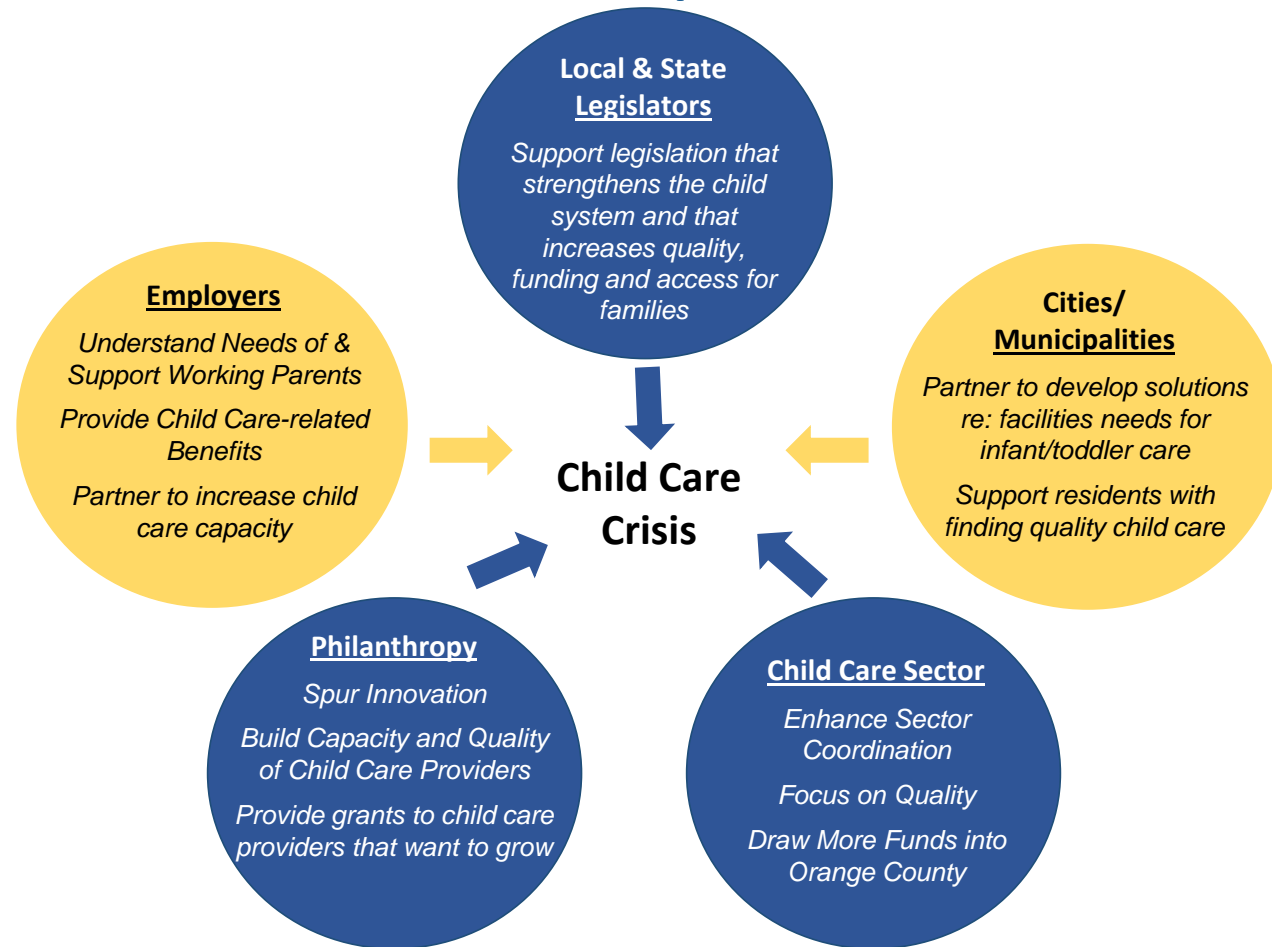 Local & State
Legislators
Support legislation that
strengthens the child
system and that
increases quality,
funding and access for
families
Employers
Understand Needs of &
Support Working Parents
Provide Child Care-related
Benefits
Partner to increase child
care capacity
Cities/
Municipalities
Partner to develop solutions
re: facilities needs for
infant/toddler care
Support residents with
finding quality child care
Child Care
Crisis
Philanthropy
Spur Innovation
Build Capacity and Quality
of Child Care Providers
Provide grants to child care
providers that want to grow
Child Care Sector
Enhance Sector
Coordination
Focus on Quality
Draw More Funds into
Orange County